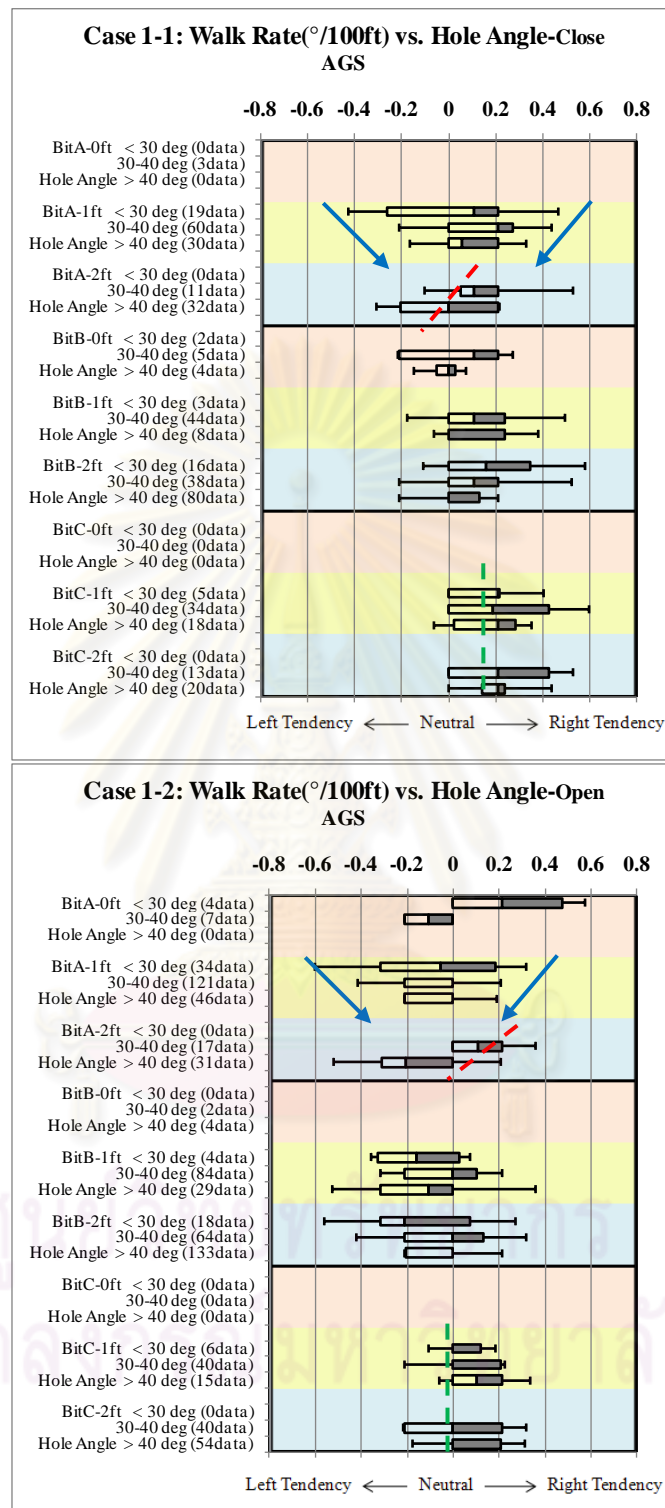 Case 1-1: Walk Rate(°/100ft) vs. Hole Angle-Close
AGS
-0.8 -0.6 -0.4 -0.2 0 0.2 0.4 0.6 0.8
BitA-0ft < 30 deg (0data)
30-40 deg (3data)
Hole Angle > 40 deg (0data)
BitA-1ft < 30 deg (19data)
30-40 deg (60data)
Hole Angle > 40 deg (30data)
BitA-2ft < 30 deg (0data)
30-40 deg (11data)
Hole Angle > 40 deg (32data)
BitB-0ft < 30 deg (2data)
30-40 deg (5data)
Hole Angle > 40 deg (4data)
BitB-1ft < 30 deg (3data)
30-40 deg (44data)
Hole Angle > 40 deg (8data)
BitB-2ft < 30 deg (16data)
30-40 deg (38data)
Hole Angle > 40 deg (80data)
BitC-0ft < 30 deg (0data)
30-40 deg (0data)
Hole Angle > 40 deg (0data)
BitC-1ft < 30 deg (5data)
30-40 deg (34data)
Hole Angle > 40 deg (18data)
BitC-2ft < 30 deg (0data)
30-40 deg (13data)
Hole Angle > 40 deg (20data)
Left Tendency Neutral Right Tendency
Case 1-2: Walk Rate(°/100ft) vs. Hole Angle-Open
AGS
-0.8 -0.6 -0.4 -0.2 0 0.2 0.4 0.6 0.8
BitA-0ft < 30 deg (4data)
30-40 deg (7data)
Hole Angle > 40 deg (0data)
BitA-1ft < 30 deg (34data)
30-40 deg (121data)
Hole Angle > 40 deg (46data)
BitA-2ft < 30 deg (0data)
30-40 deg (17data)
Hole Angle > 40 deg (31data)
BitB-0ft < 30 deg (0data)
30-40 deg (2data)
Hole Angle > 40 deg (4data)
BitB-1ft < 30 deg (4data)
30-40 deg (84data)
Hole Angle > 40 deg (29data)
BitB-2ft < 30 deg (18data)
30-40 deg (64data)
Hole Angle > 40 deg (133data)
BitC-0ft < 30 deg (0data)
30-40 deg (0data)
Hole Angle > 40 deg (0data)
BitC-1ft < 30 deg (6data)
30-40 deg (40data)
Hole Angle > 40 deg (15data)
BitC-2ft < 30 deg (0data)
30-40 deg (40data)
Hole Angle > 40 deg (54data)
Left Tendency Neutral Right Tendency